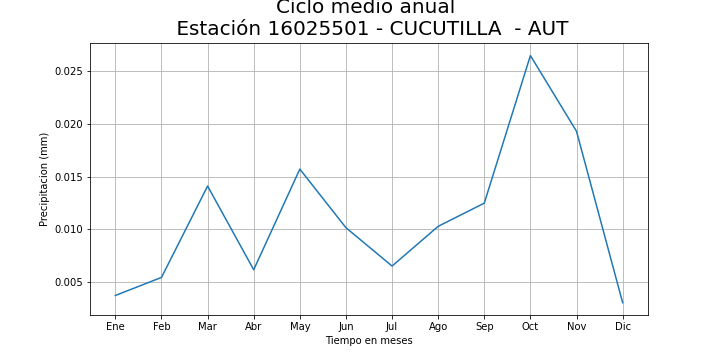 Ciclo medio anual
Estación 16025501 - CUCUTILLA  - AUT
Precipitacion (mm)
0.025
0.020
0.015
0.010
0.005
Ene Feb Mar Abr May Jun Jul Ago Sep Oct Nov Dic
Tiempo en meses